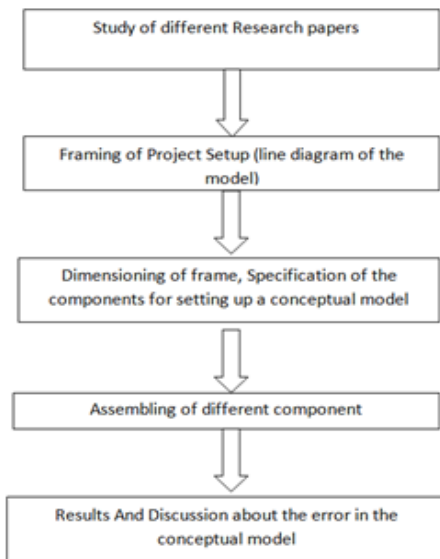 Study of different Research papers
Framing of Project Setup (line diagram of the
model)
Dimensioning of frame, Specification of the
components for setting up a conceptual model
Assembling of different component
Results And Discussion about the error in the
conceptual model